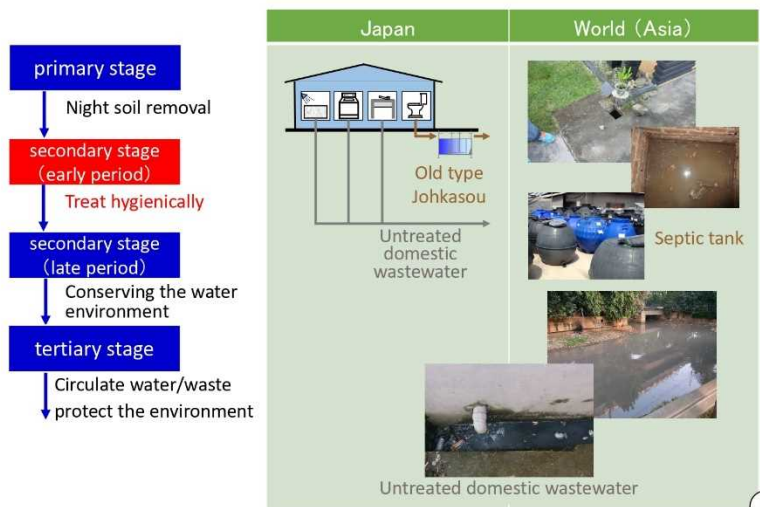 primary stage
Night soil removal
secondary stage
（early period）
Treat hygienically
secondary stage
（late period）
Conserving the water
environment
tertiary stage
Circulate water/waste
protect the environment
Japan
World（Asia）
Old type
Johkasou
Untreated
domestic
wastewater
Septic tank
Untreated domestic wastewater